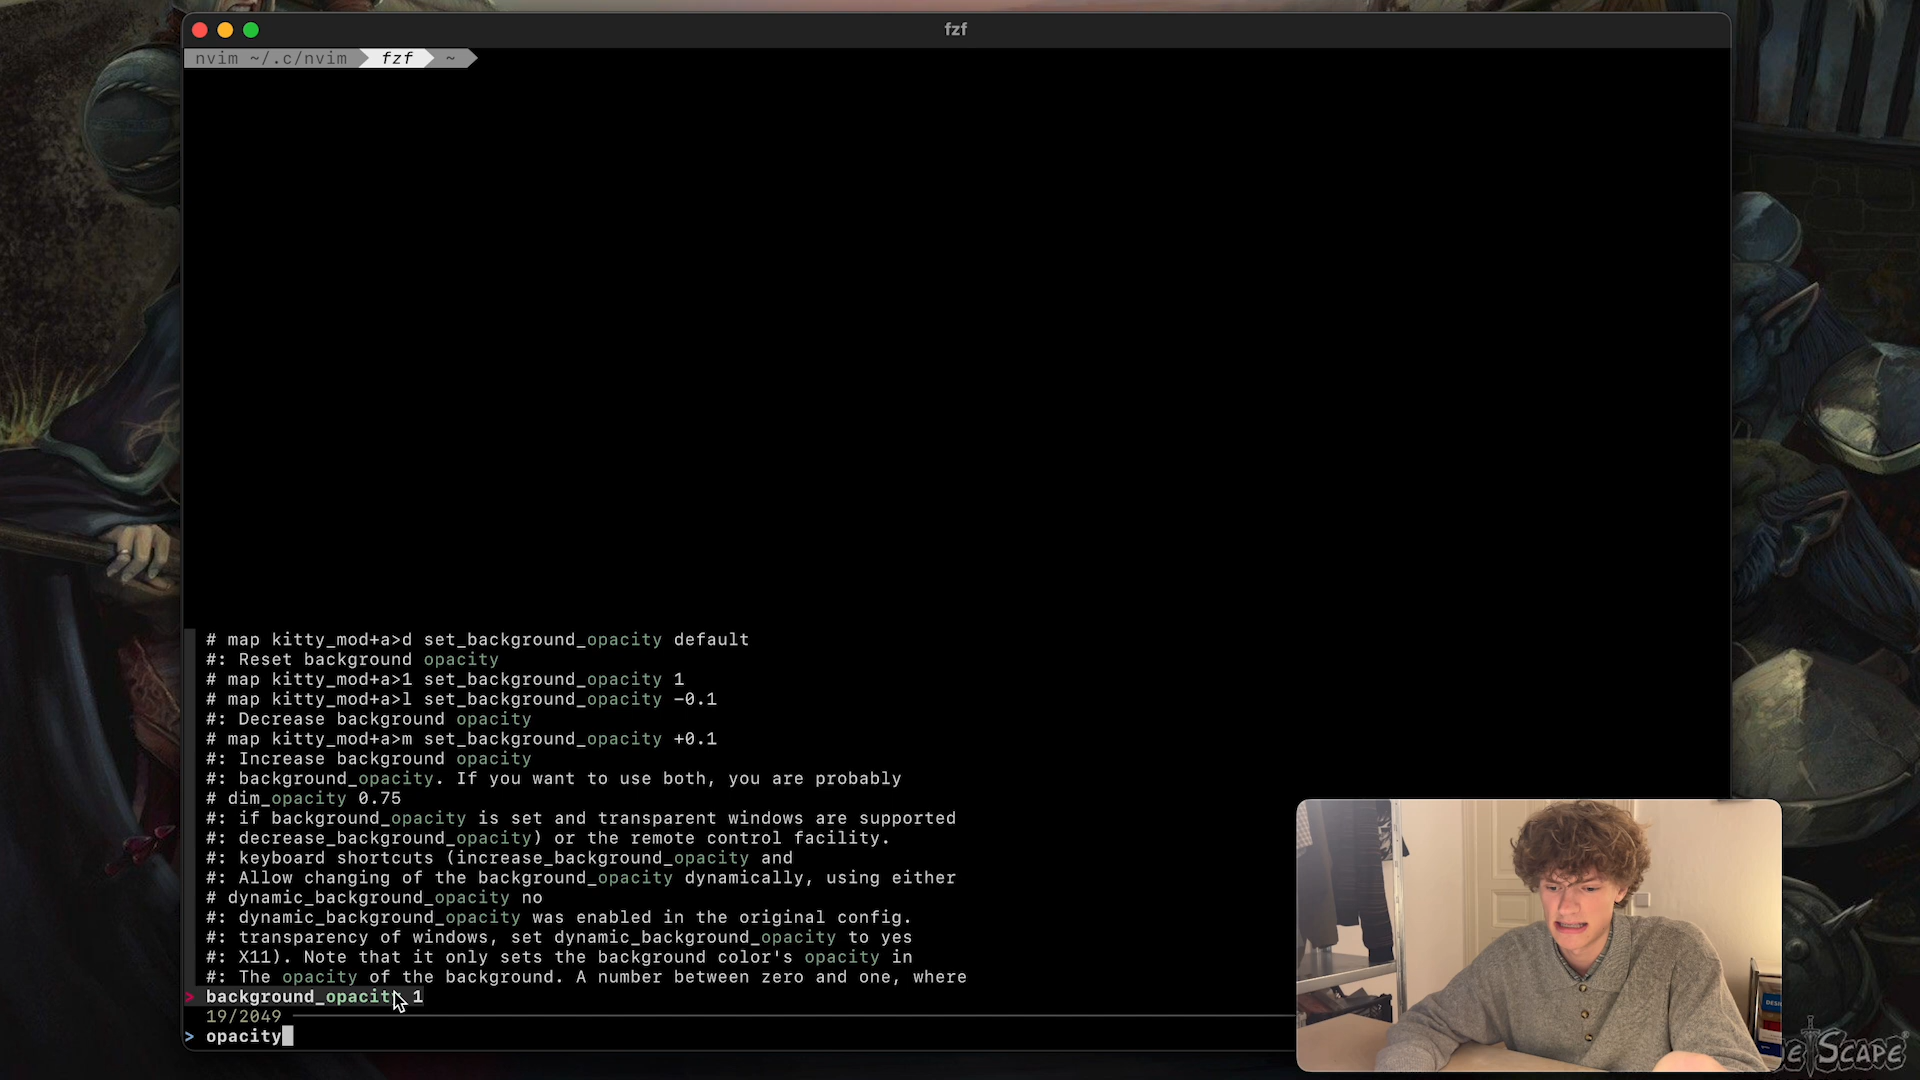 fzf
nvim ~/.c/nvim fzf ~
# map kitty_mod+a>d set_background_opacity default
#: Reset background opacity
# map kitty_mod+a>1 set_background_opacity 1
# map kitty_mod+a>l set_background_opacity -0.1
#: Decrease background opacity
# map kitty_mod+a>m set_background_opacity +0.1
#: Increase background opacity
#: background_opacity. If you want to use both, you are probably
# dim_opacity 0.75
#: if background_opacity is set and transparent windows are supported
#: decrease_background_opacity) or the remote control facility.
#: keyboard shortcuts (increase_background_opacity and
#: Allow changing of the background_opacity dynamically, using either
# dynamic_background_opacity no
#: dynamic_background_opacity was enabled in the original config.
#: transparency of windows, set dynamic_background_opacity to yes
#: X11). Note that it only sets the background color's opacity in
#: The opacity of the background. A number between zero and one, where
> background_opacity 1
19/2049
> opacity